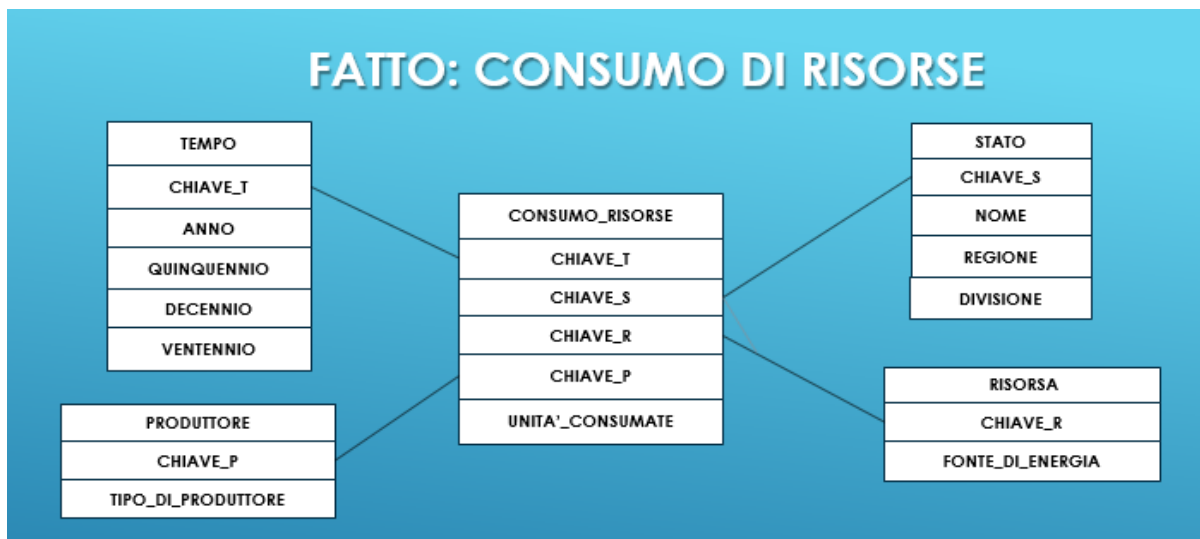 FATTO: CONSUMO DI RISORSE
TEMPO
CHIAVE_T
ANNO
QUINQUENNIO
DECENNIO
VENTENNIO
PRODUTTORE
CHIAVE_P
TIPO_DI_PRODUTTORE
CONSUMO_RISORSE
CHIAVE_T
CHIAVE_S
CHIAVE_R
CHIAVE_P
UNITA'_CONSUMATE
STATO
CHIAVE_S
NOME
REGIONE
DIVISIONE
RISORSA
CHIAVE_R
FONTE_DI_ENERGIA